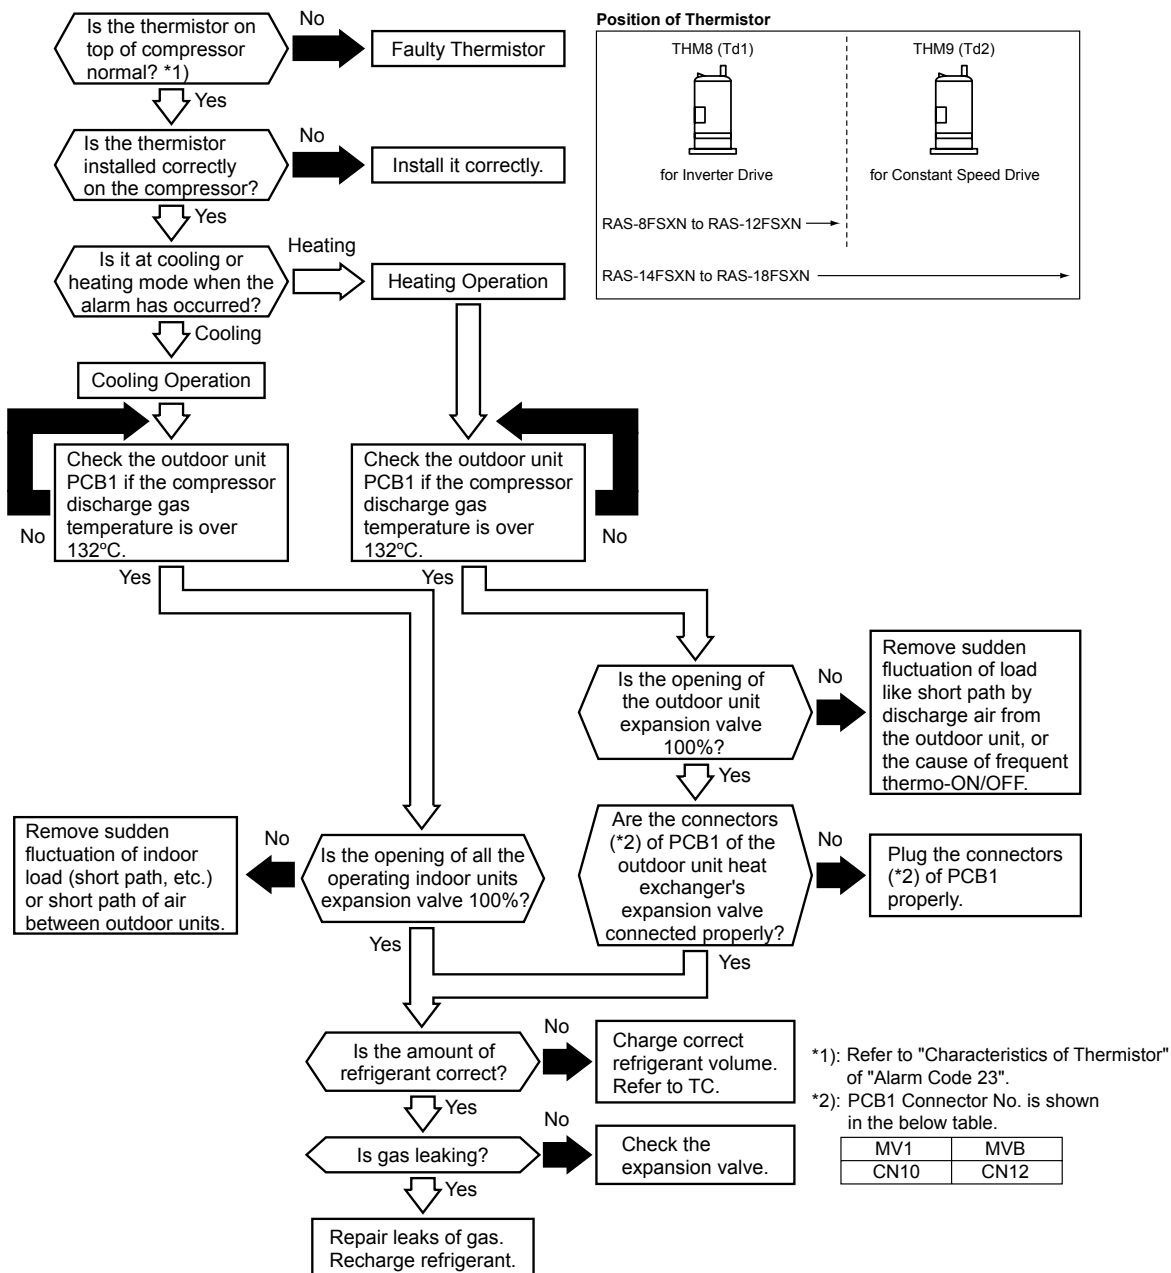 Is the thermistor on
top of compressor
normal? *1)
No
Faulty Thermistor
Yes
Is the thermistor
installed correctly
on the compressor?
No
Install it correctly.
Yes
Is it at cooling or
heating mode when the
alarm has occurred?
Heating
Heating Operation
Cooling
Cooling Operation
Position of Thermistor
THM8 (Td1)
THM9 (Td2)
for Inverter Drive
for Constant Speed Drive
RAS-8FSXN to RAS-12FSXN
RAS-14FSXN to RAS-18FSXN
Check the outdoor unit
PCB1 if the compressor
discharge gas
temperature is over
132ºC.
No
Yes
Check the outdoor unit
PCB1 if the compressor
discharge gas
temperature is over
132ºC.
No
Yes
Is the opening of
the outdoor unit
expansion valve
100%?
No
Remove sudden
fluctuation of load
like short path by
discharge air from
the outdoor unit, or
the cause of frequent
thermo-ON/OFF.
Yes
Remove sudden
fluctuation of indoor
load (short path, etc.)
or short path of air
between outdoor units.
No
Is the opening of all the
operating indoor units
expansion valve 100%?
Yes
Are the connectors
(*2) of PCB1 of the
outdoor unit heat
exchanger's
expansion valve
connected properly?
No
Plug the connectors
(*2) of PCB1
properly.
Yes
Is the amount of
refrigerant correct?
No
Charge correct
refrigerant volume.
Refer to TC.
Yes
Is gas leaking?
No
Check the
expansion valve.
Yes
Repair leaks of gas.
Recharge refrigerant.
*1): Refer to "Characteristics of Thermistor"
of "Alarm Code 23".
*2): PCB1 Connector No. is shown
in the below table.
MV1 MVB
CN10 CN12